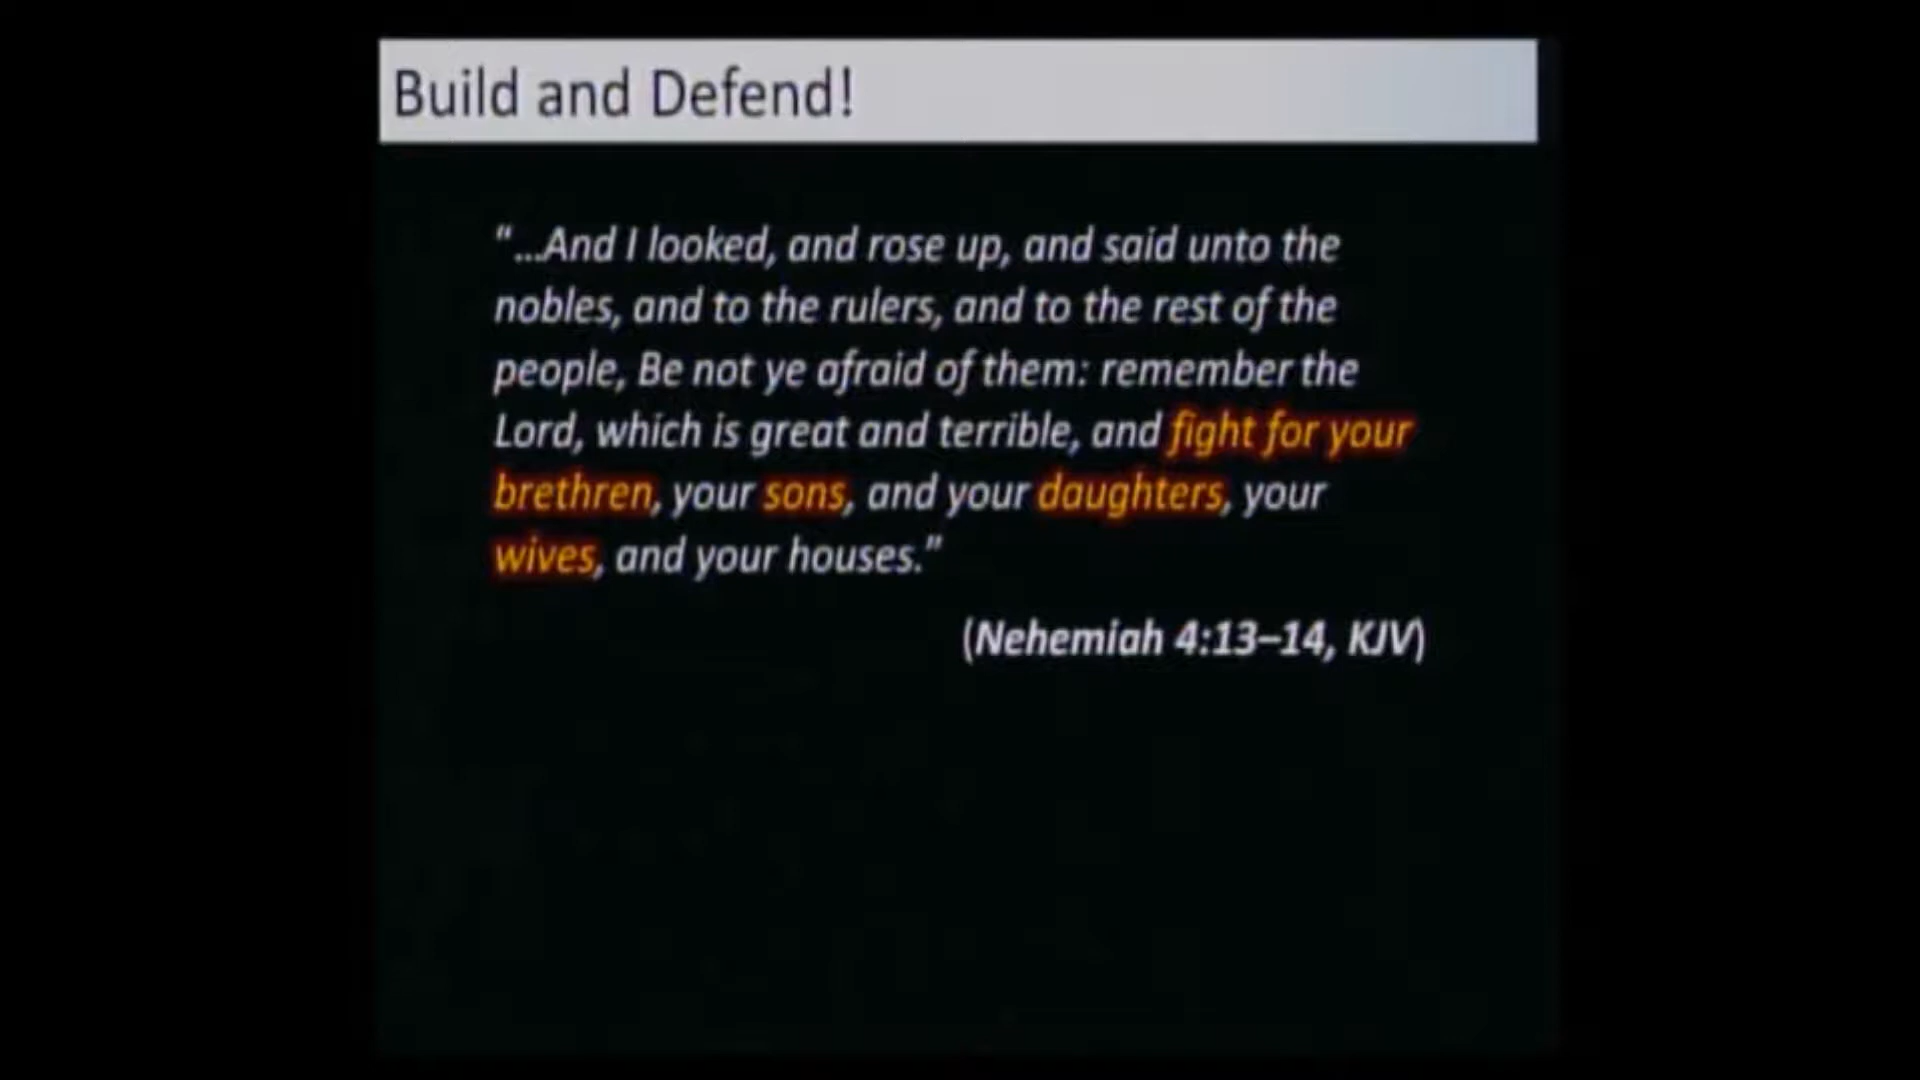 Build and Defend!
“...And I looked, and rose up, and said unto the
nobles, and to the rulers, and to the rest of the
people, Be not ye afraid of them: remember the
Lord, which is great and terrible, and fight for your
brethren, your sons, and your daughters, your
wives, and your houses.”
(Nehemiah 4:13–14, KJV)